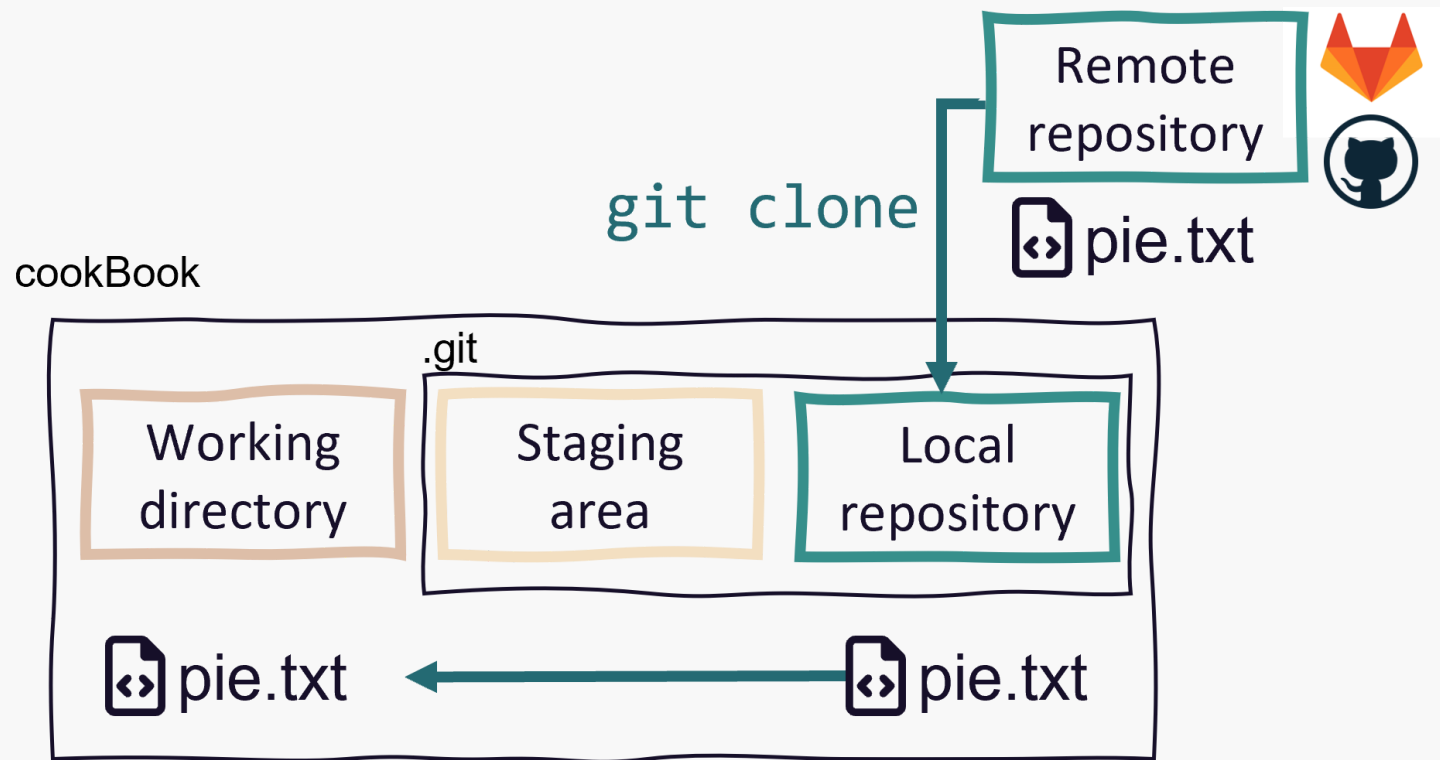 Remote
repository
git clone
pie.txt
cookBook
.git
Working
directory
Staging
area
Local
repository
pie.txt
pie.txt